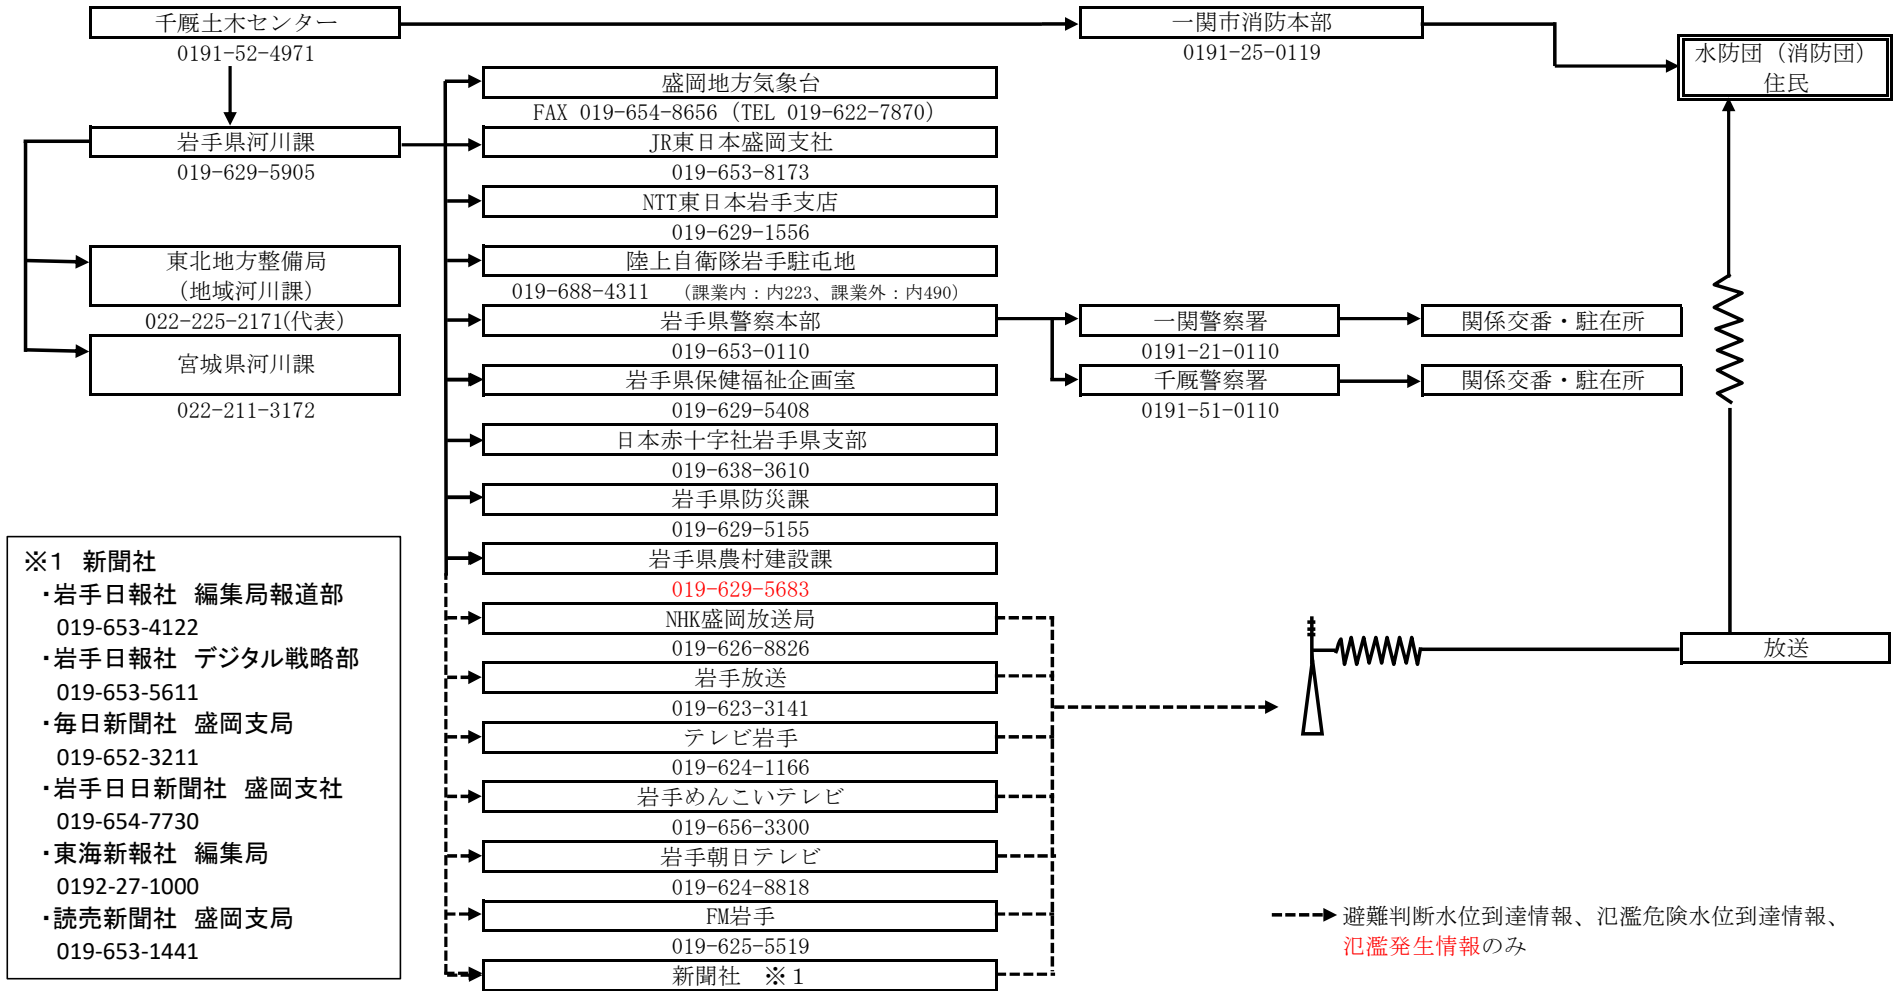 千厩土木センター
0191-52-4971
一関市消防本部
0191-25-0119
水防団（消防団）
住民
岩手県河川課
019-629-5905
東北地方整備局
（地域河川課）
022-225-2171(代表)
宮城県河川課
022-211-3172
盛岡地方気象台
FAX 019-654-8656 (TEL 019-622-7870)
JR東日本盛岡支社
019-653-8173
NTT東日本岩手支店
019-629-1556
陸上自衛隊岩手駐屯地
019-688-4311 （課業内：内223、課業外：内490）
岩手県警察本部
019-653-0110
岩手県保健福祉企画室
019-629-5408
日本赤十字社岩手県支部
019-638-3610
岩手県防災課
019-629-5155
岩手県農村建設課
019-629-5683
NHK盛岡放送局
019-626-8826
岩手放送
019-623-3141
テレビ岩手
019-624-1166
岩手めんこいテレビ
019-656-3300
岩手朝日テレビ
019-624-8818
FM岩手
019-625-5519
新聞社　※１
一関警察署
0191-21-0110
関係交番・駐在所
千厩警察署
0191-51-0110
関係交番・駐在所
放送
※1　新聞社
・岩手日報社　編集局報道部
019-653-4122
・岩手日報社　デジタル戦略部
019-653-5611
・毎日新聞社　盛岡支局
019-652-3211
・岩手日日新聞社　盛岡支社
019-654-7730
・東海新報社　編集局
0192-27-1000
・読売新聞社　盛岡支局
019-653-1441
避難判断水位到達情報、氾濫危険水位到達情報、
氾濫発生情報のみ